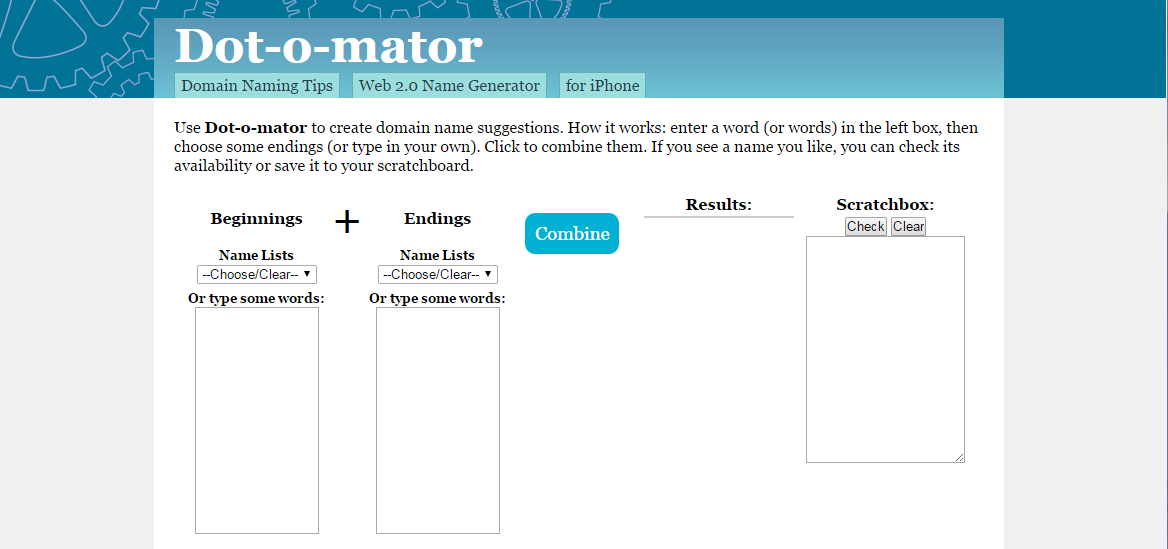 Dot-o-mator
Domain Naming Tips
Web 2.0 Name Generator
for iPhone
Use Dot-o-mator to create domain name suggestions. How it works: enter a word (or words) in the left box, then
choose some endings (or type in your own). Click to combine them. If you see a name you like, you can check its
availability or save it to your scratchboard.
Beginnings
+
Endings
Combine
Results:
Scratchbox:
Check
Clear
Name Lists
Name Lists
--Choose/Clear--
--Choose/Clear--
Or type some words:
Or type some words: